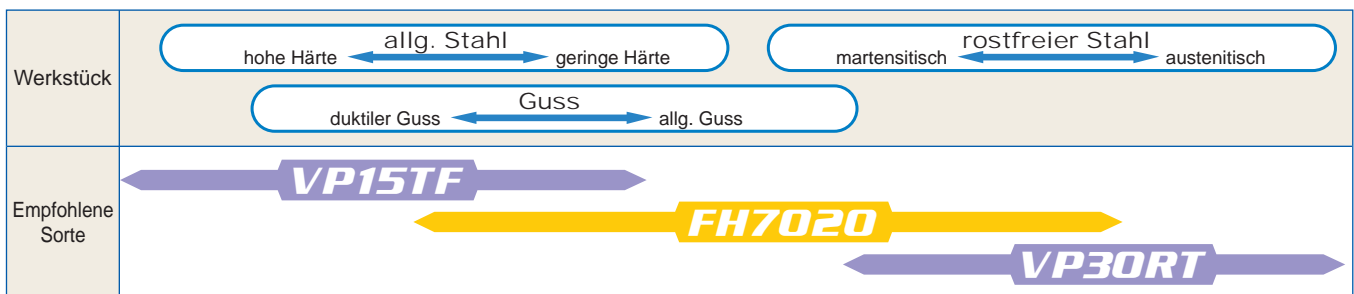 Werkstück
allg. Stahl
hohe Härte geringe Härte
rostfreier Stahl
martensitisch austenitisch
Guss
duktiler Guss allg. Guss
Empfohlene
Sorte
VP15TF
FH7020
VP30RT